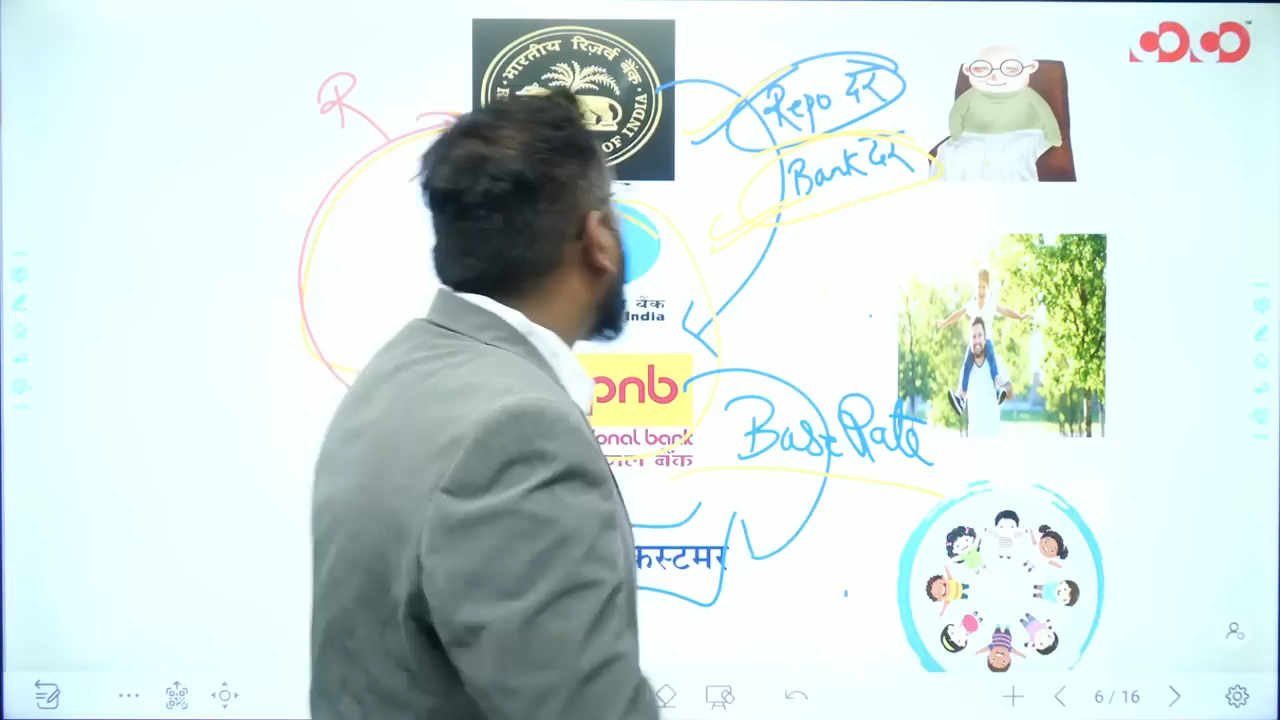 भारतीय रिज़र्व बैंक
OF INDIA
R
Repo दर
Bank दर
बैंक
India
pnb
Base Rate
onal bank
बैंक
कस्टमर
6 / 16